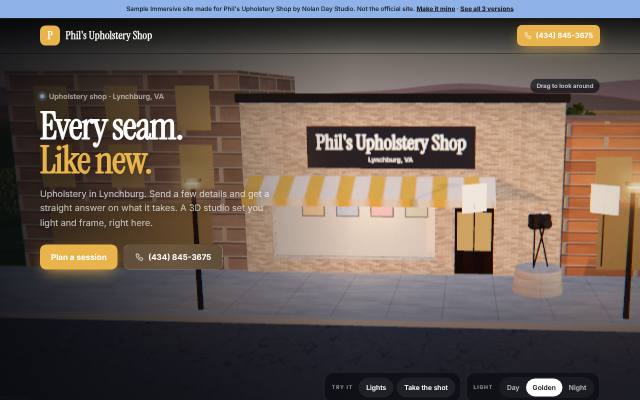 Sample Immersive site made for Phil's Upholstery Shop by Nolan Day Studio. Not the official site. Make it mine · See all 3 versions
P Phil's Upholstery Shop
(434) 845-3675
Drag to look around
Upholstery shop · Lynchburg, VA
Every seam.
Like new.
Phil's Upholstery Shop
Lynchburg, VA
Upholstery in Lynchburg. Send a few details and get a
straight answer on what it takes. A 3D studio set you
light and frame, right here.
Plan a session
(434) 845-3675
TRY IT Lights Take the shot
LIGHT Day Golden Night